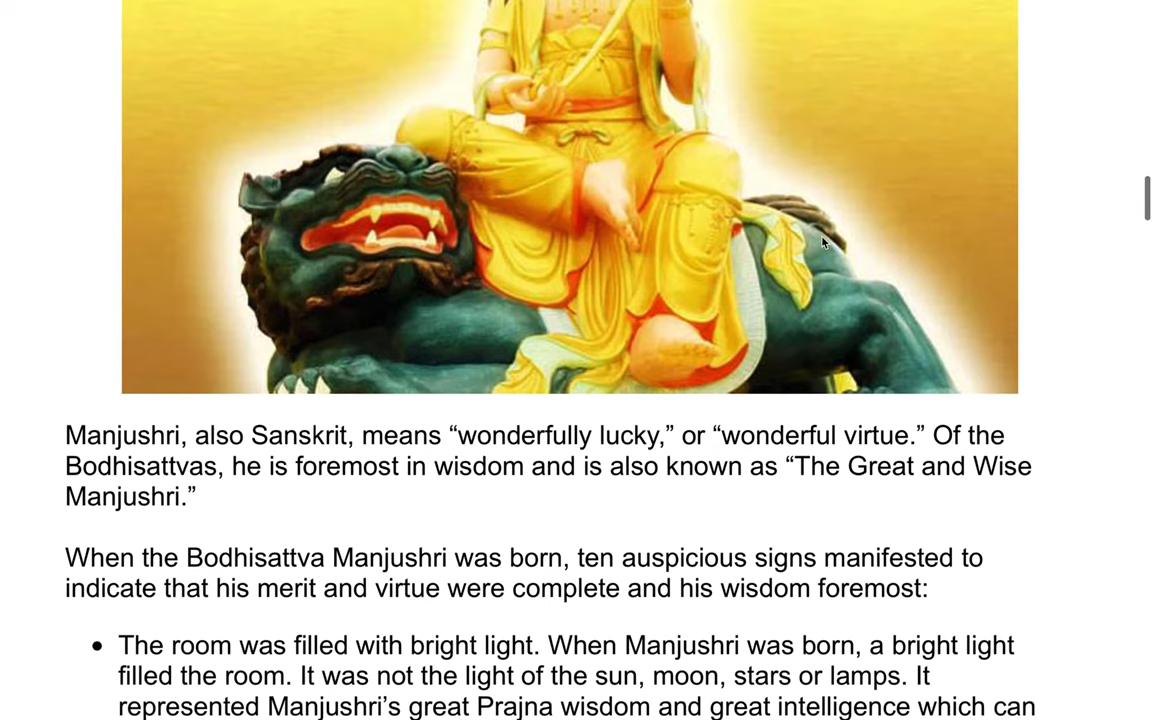 Manjushri, also Sanskrit, means “wonderfully lucky,” or “wonderful virtue.” Of the
Bodhisattvas, he is foremost in wisdom and is also known as “The Great and Wise
Manjushri.”
When the Bodhisattva Manjushri was born, ten auspicious signs manifested to
indicate that his merit and virtue were complete and his wisdom foremost:
• The room was filled with bright light. When Manjushri was born, a bright light
filled the room. It was not the light of the sun, moon, stars or lamps. It
represented Manjushri’s great Prajna wisdom and great intelligence which can